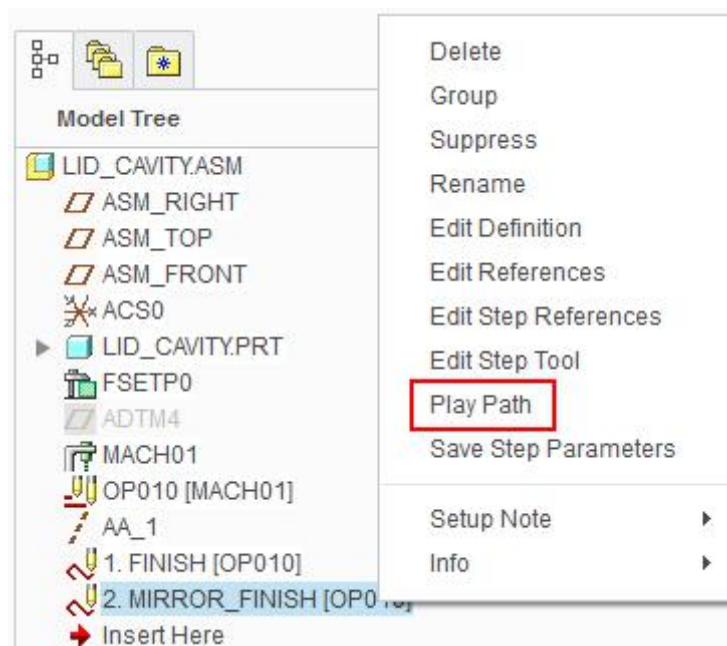 Model Tree
LID_CAVITY.ASM
ASM_RIGHT
ASM_TOP
ASM_FRONT
ACS0
LID_CAVITY.PRT
FSETP0
ADTM4
MACH01
OP010 [MACH01]
AA_1
1. FINISH [OP010]
2. MIRROR_FINISH [OP010]
Insert Here
Delete
Group
Suppress
Rename
Edit Definition
Edit References
Edit Step References
Edit Step Tool
Play Path
Save Step Parameters
Setup Note
Info